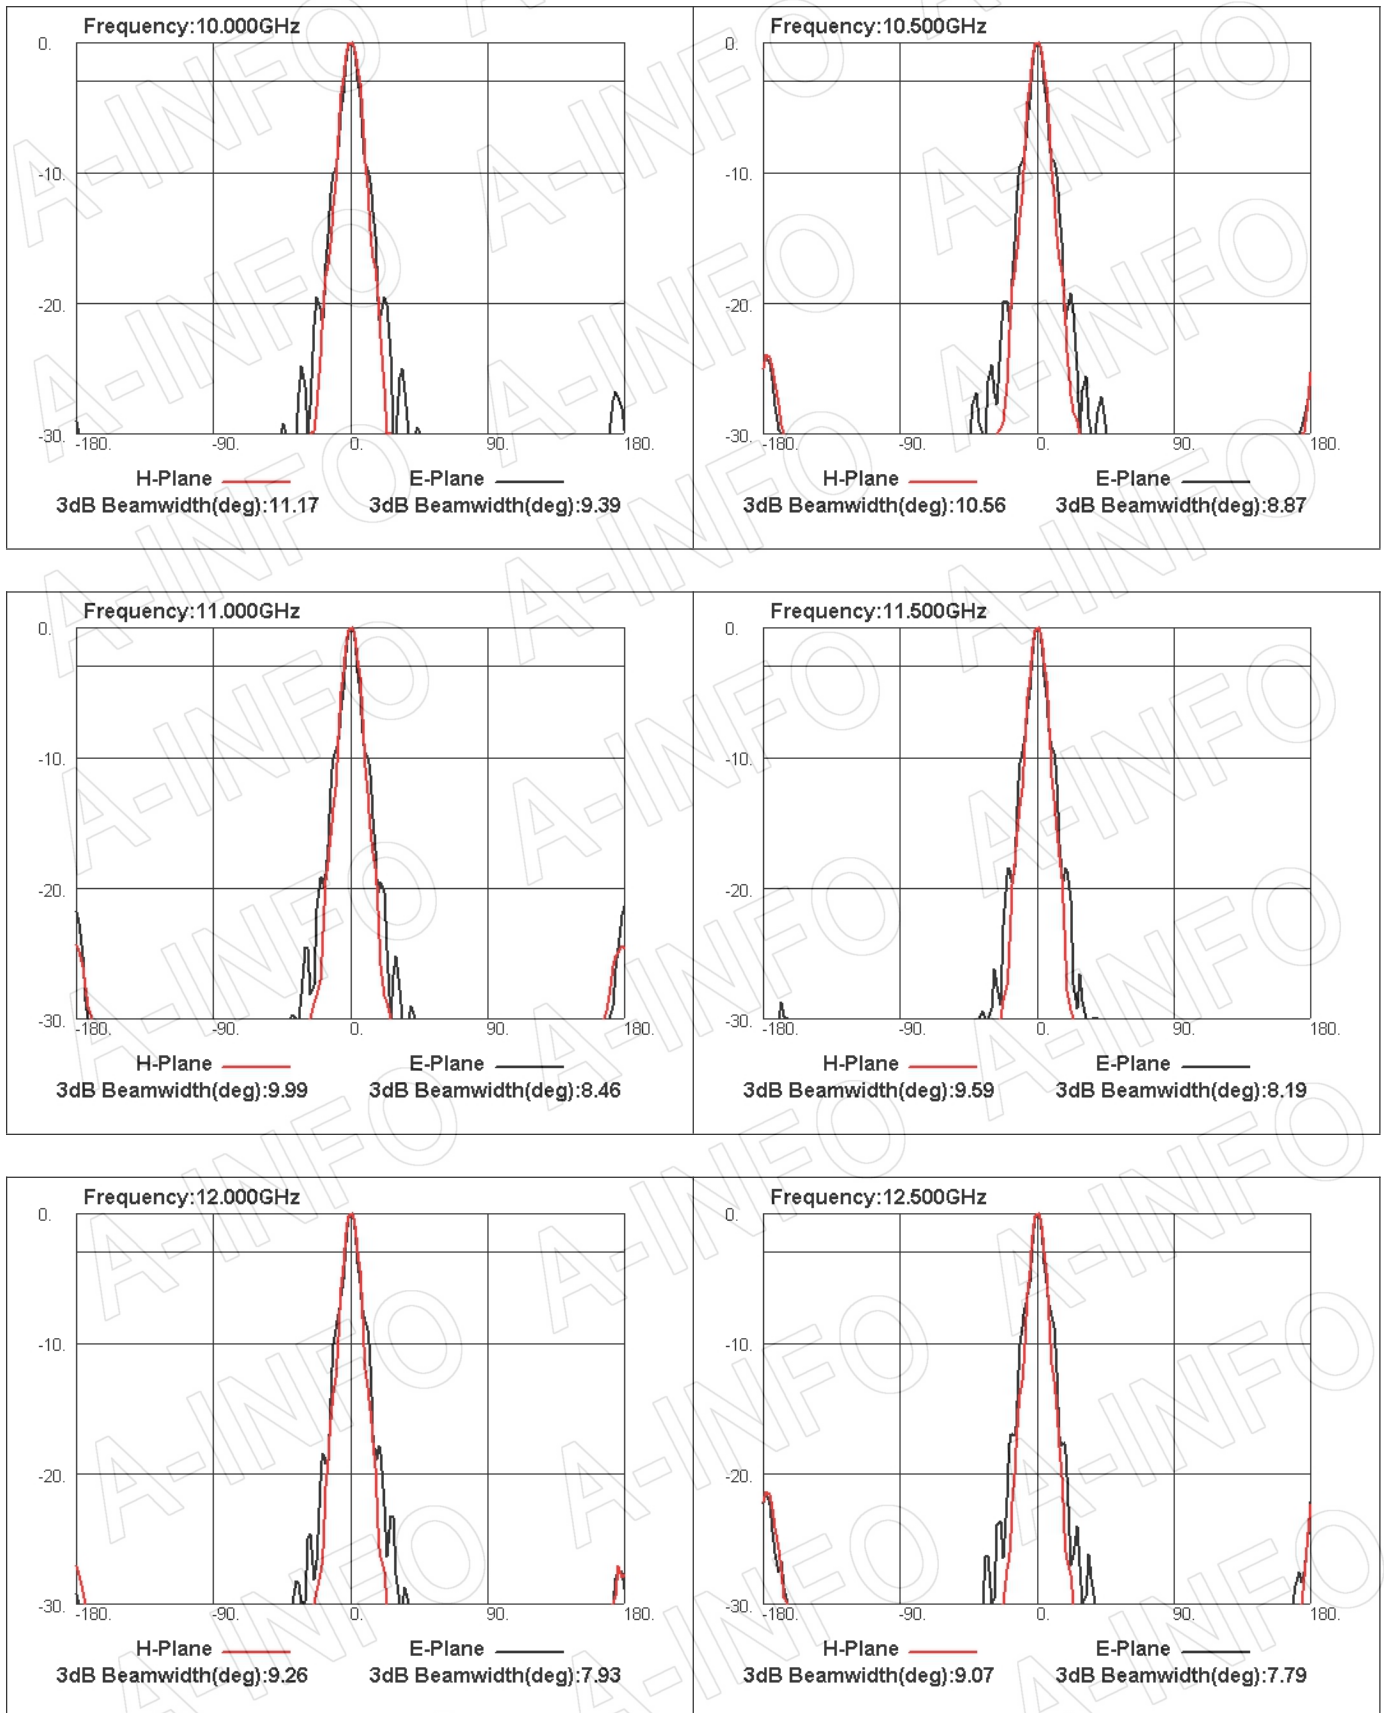 Frequency:10.000GHz
0.
-10.
-20.
-30.
-180. -90. 0. 90. 180.
H-Plane E-Plane
3dB Beamwidth(deg):11.17 3dB Beamwidth(deg):9.39
Frequency:10.500GHz
0.
-10.
-20.
-30.
-180. -90. 0. 90. 180.
H-Plane E-Plane
3dB Beamwidth(deg):10.56 3dB Beamwidth(deg):8.87
Frequency:11.000GHz
0.
-10.
-20.
-30.
-180. -90. 0. 90. 180.
H-Plane E-Plane
3dB Beamwidth(deg):9.99 3dB Beamwidth(deg):8.46
Frequency:11.500GHz
0.
-10.
-20.
-30.
-180. -90. 0. 90. 180.
H-Plane E-Plane
3dB Beamwidth(deg):9.59 3dB Beamwidth(deg):8.19
Frequency:12.000GHz
0.
-10.
-20.
-30.
-180. -90. 0. 90. 180.
H-Plane E-Plane
3dB Beamwidth(deg):9.26 3dB Beamwidth(deg):7.93
Frequency:12.500GHz
0.
-10.
-20.
-30.
-180. -90. 0. 90. 180.
H-Plane E-Plane
3dB Beamwidth(deg):9.07 3dB Beamwidth(deg):7.79
A-INFO